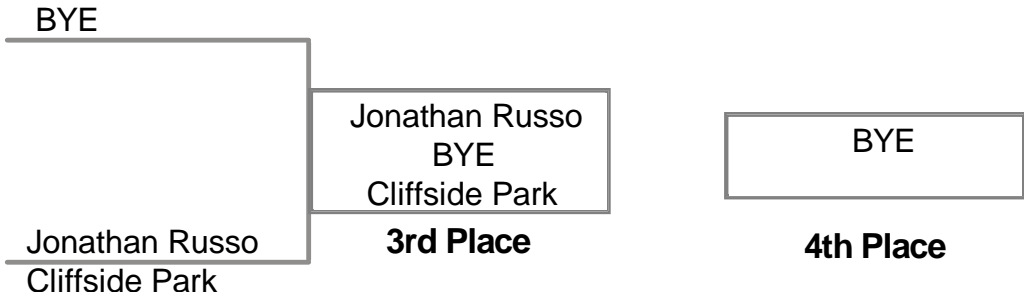 BYE
Jonathan Russo
BYE
Cliffside Park
3rd Place
BYE
4th Place
Jonathan Russo
Cliffside Park